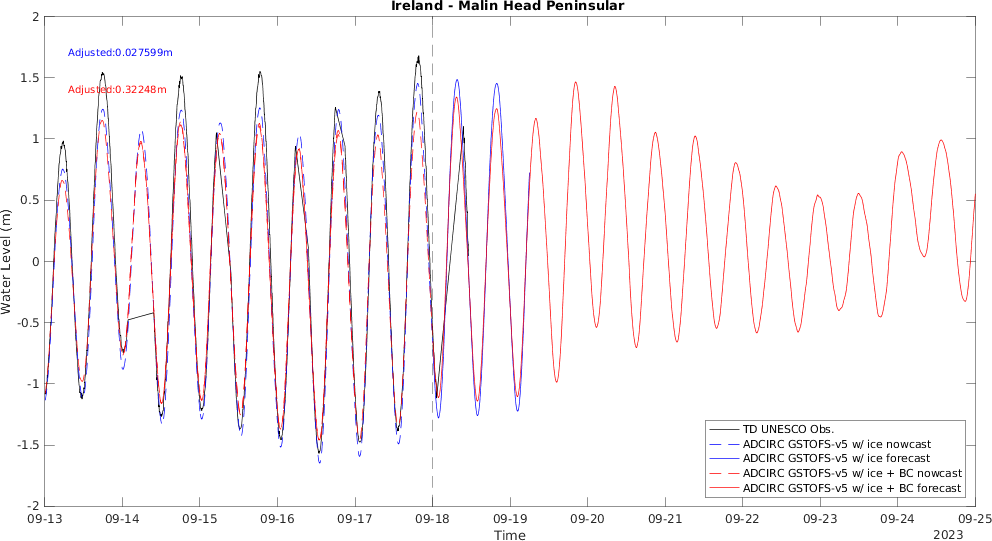 Ireland - Malin Head Peninsular
Adjusted:0.027599m
Adjusted:0.32248m
Water Level (m)
2
1.5
1
0.5
0
-0.5
-1
-1.5
-2
TD UNESCO Obs.
ADCIRC GSTOFS-v5 w/ ice nowcast
ADCIRC GSTOFS-v5 w/ ice forecast
ADCIRC GSTOFS-v5 w/ ice + BC nowcast
ADCIRC GSTOFS-v5 w/ ice + BC forecast
09-13 09-14 09-15 09-16 09-17 09-18 09-19 09-20 09-21 09-22 09-23 09-24 09-25
Time
2023